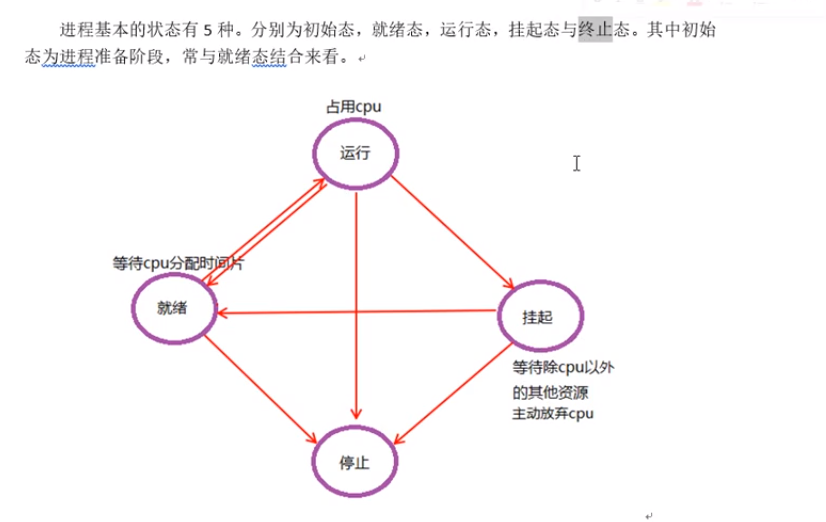 进程基本的状态有 5 种。分别为初始态，就绪态，运行态，挂起态与终止态。其中初始
态为进程准备阶段，常与就绪态结合来看。
占用cpu
运行
等待cpu分配时间片
就绪
挂起
等待除cpu以外
的其他资源
主动放弃cpu
停止